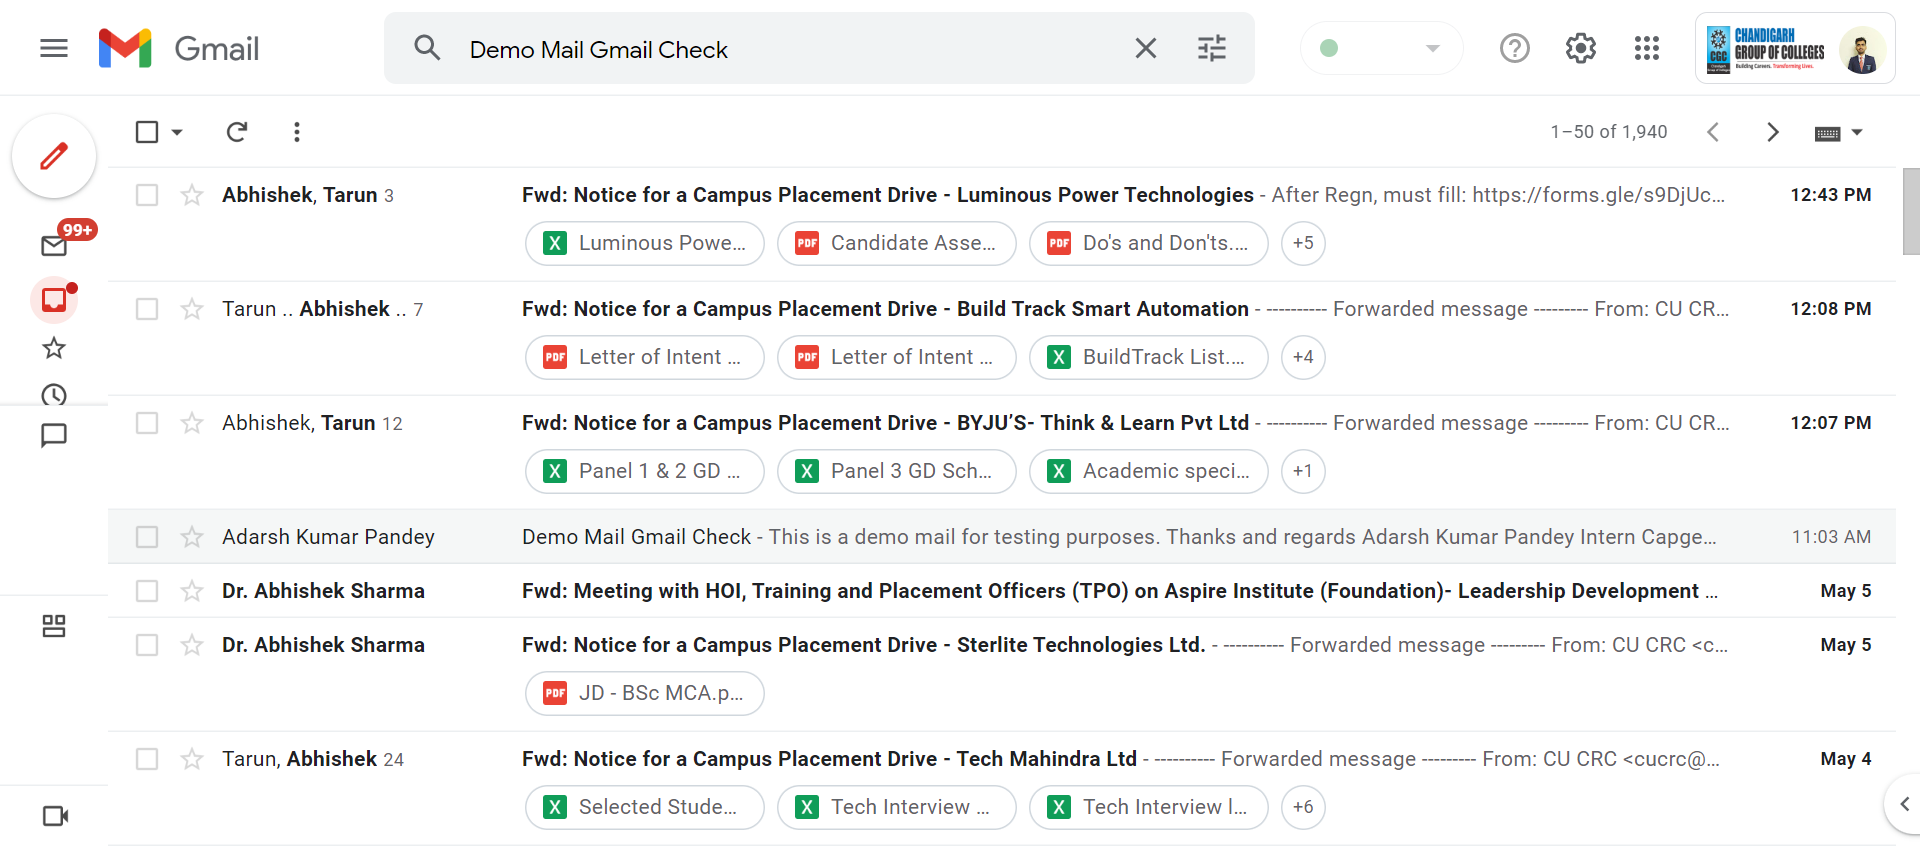 Gmail
Demo Mail Gmail Check
CGC
CHANDIGARH
GROUP OF COLLEGES
Building Careers. Transforming Lives.
1–50 of 1,940
99+
Abhishek, Tarun 3 Fwd: Notice for a Campus Placement Drive - Luminous Power Technologies - After Regn, must fill: https://forms.gle/s9DjUc... 12:43 PM
X Luminous Powe... PDF Candidate Asse... PDF Do's and Don'ts.... +5
Tarun .. Abhishek .. 7 Fwd: Notice for a Campus Placement Drive - Build Track Smart Automation - ---------- Forwarded message --------- From: CU CR... 12:08 PM
PDF Letter of Intent ... PDF Letter of Intent ... X BuildTrack List.... +4
Abhishek, Tarun 12 Fwd: Notice for a Campus Placement Drive - BYJU’S- Think & Learn Pvt Ltd - ---------- Forwarded message --------- From: CU CR... 12:07 PM
X Panel 1 & 2 GD ... X Panel 3 GD Sch... X Academic speci... +1
Adarsh Kumar Pandey Demo Mail Gmail Check - This is a demo mail for testing purposes. Thanks and regards Adarsh Kumar Pandey Intern Capge... 11:03 AM
Dr. Abhishek Sharma Fwd: Meeting with HOI, Training and Placement Officers (TPO) on Aspire Institute (Foundation)- Leadership Development ... May 5
Dr. Abhishek Sharma Fwd: Notice for a Campus Placement Drive - Sterlite Technologies Ltd. - ---------- Forwarded message --------- From: CU CRC <c... May 5
PDF JD - BSc MCA.p...
Tarun, Abhishek 24 Fwd: Notice for a Campus Placement Drive - Tech Mahindra Ltd - ---------- Forwarded message --------- From: CU CRC <cucrc@... May 4
X Selected Stude... X Tech Interview ... X Tech Interview l... +6